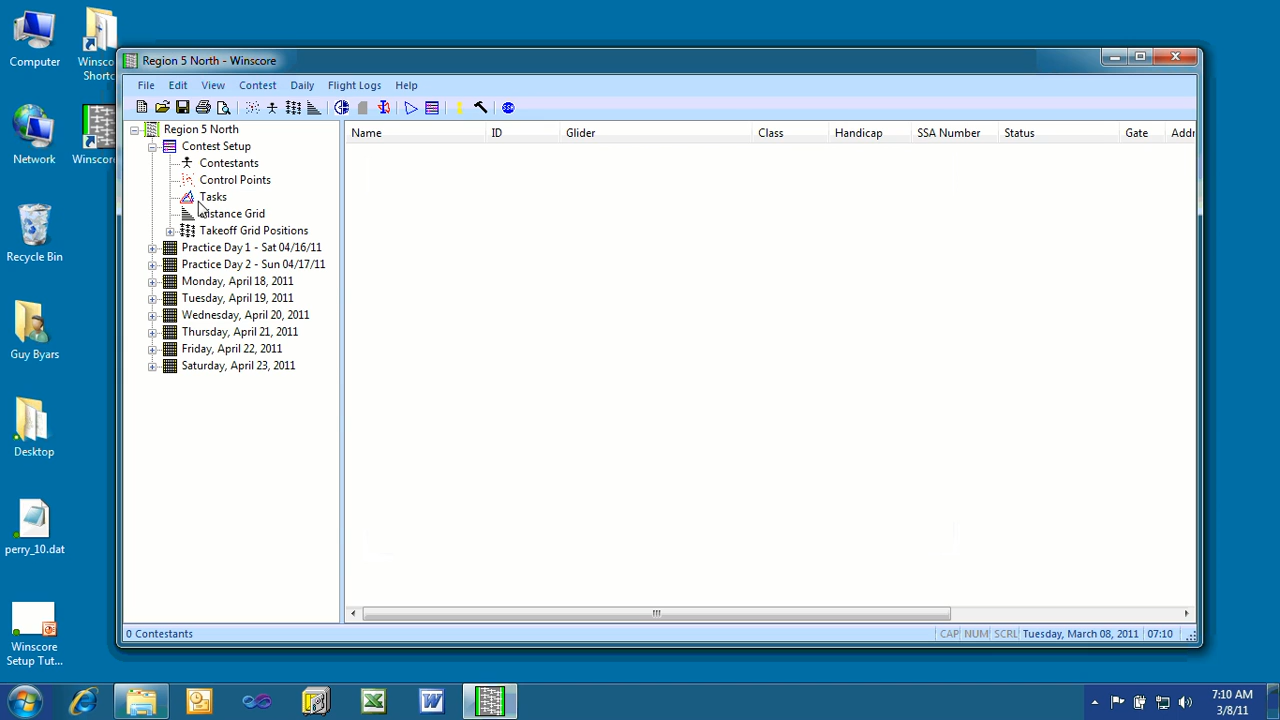 Computer
Winsco
Shortc
Network
Winscore
Recycle Bin
Guy Byars
Desktop
perry_10.dat
Winscore
Setup Tut...
Region 5 North - Winscore
File Edit View Contest Daily Flight Logs Help
Region 5 North
Contest Setup
Contestants
Control Points
Tasks
istance Grid
Takeoff Grid Positions
Practice Day 1 - Sat 04/16/11
Practice Day 2 - Sun 04/17/11
Monday, April 18, 2011
Tuesday, April 19, 2011
Wednesday, April 20, 2011
Thursday, April 21, 2011
Friday, April 22, 2011
Saturday, April 23, 2011
Name ID Glider Class Handicap SSA Number Status Gate Addr
0 Contestants
CAP NUM SCRL Tuesday, March 08, 2011 07:10
7:10 AM
3/8/11